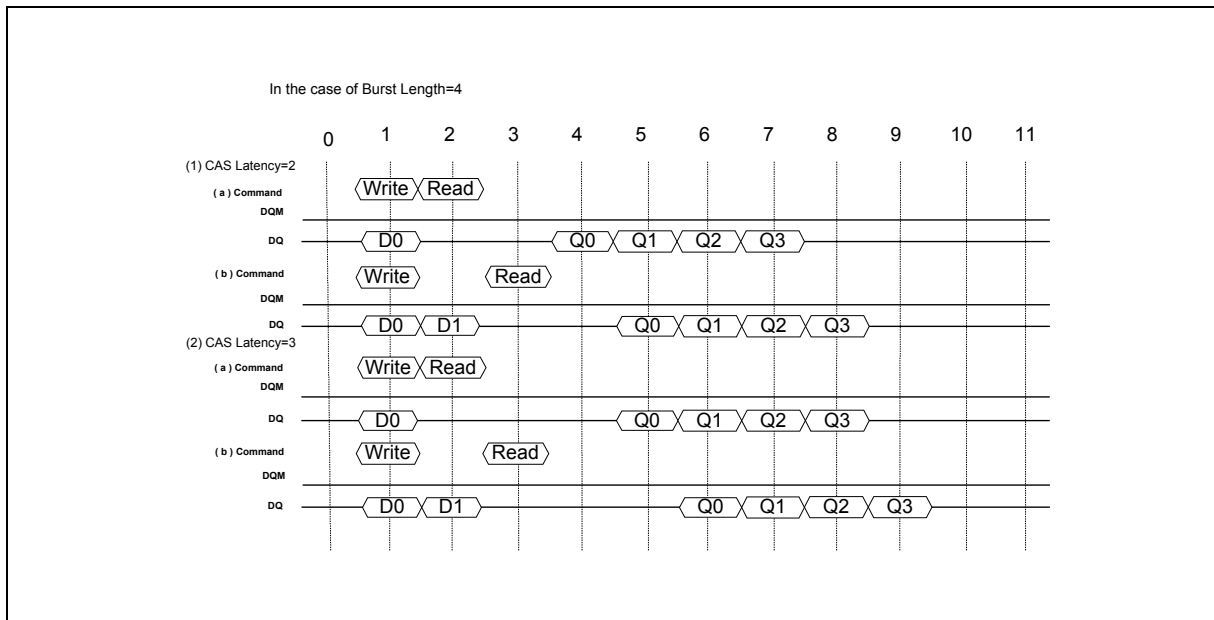 In the case of Burst Length=4
0 1 2 3 4 5 6 7 8 9 10 11
(1) CAS Latency=2
( a ) Command Write Read
DQM
DQ D0 Q0 Q1 Q2 Q3
( b ) Command Write Read
DQM
DQ D0 D1 Q0 Q1 Q2 Q3
(2) CAS Latency=3
( a ) Command Write Read
DQM
DQ D0 Q0 Q1 Q2 Q3
( b ) Command Write Read
DQM
DQ D0 D1 Q0 Q1 Q2 Q3